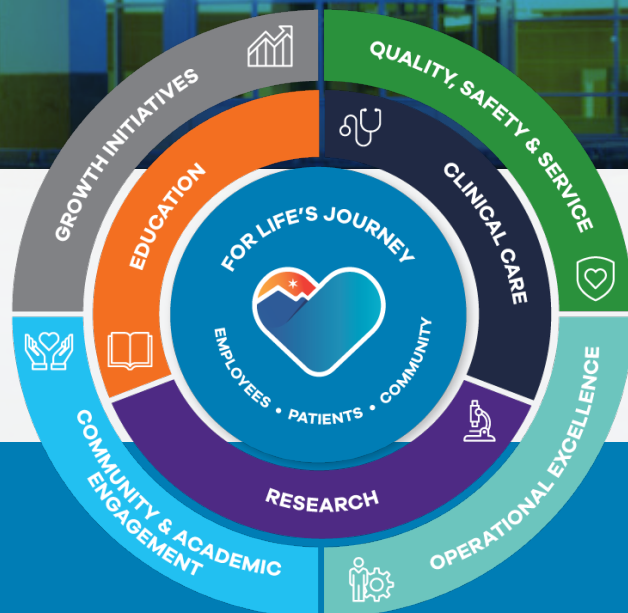 GROWTH INITIATIVES
QUALITY, SAFETY & SERVICE
EDUCATION
CLINICAL CARE
FOR LIFE'S JOURNEY
EMPLOYEES • PATIENTS • COMMUNITY
RESEARCH
COMMUNITY & ACADEMIC
ENGAGEMENT
OPERATIONAL EXCELLENCE